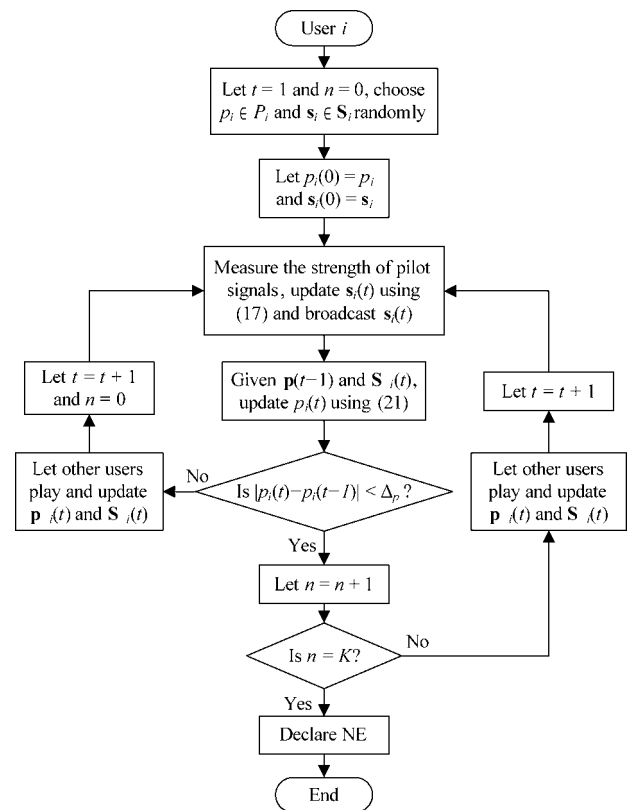 User i
Let t = 1 and n = 0, choose
pᵢ ∈ Pᵢ and sᵢ ∈ Sᵢ randomly
Let pᵢ(0) = pᵢ
and sᵢ(0) = sᵢ
Measure the strength of pilot
signals, update sᵢ(t) using
(17) and broadcast sᵢ(t)
Let t = t + 1
and n = 0
Given p(t−1) and S ᵢ(t),
update pᵢ(t) using (21)
Let t = t + 1
Let other users
play and update
p ᵢ(t) and S ᵢ(t)
No
Is |pᵢ(t)−pᵢ(t-1)| < Δₚ ?
Let other users
play and update
p ᵢ(t) and S ᵢ(t)
Yes
Let n = n + 1
Is n = K?
No
Yes
Declare NE
End